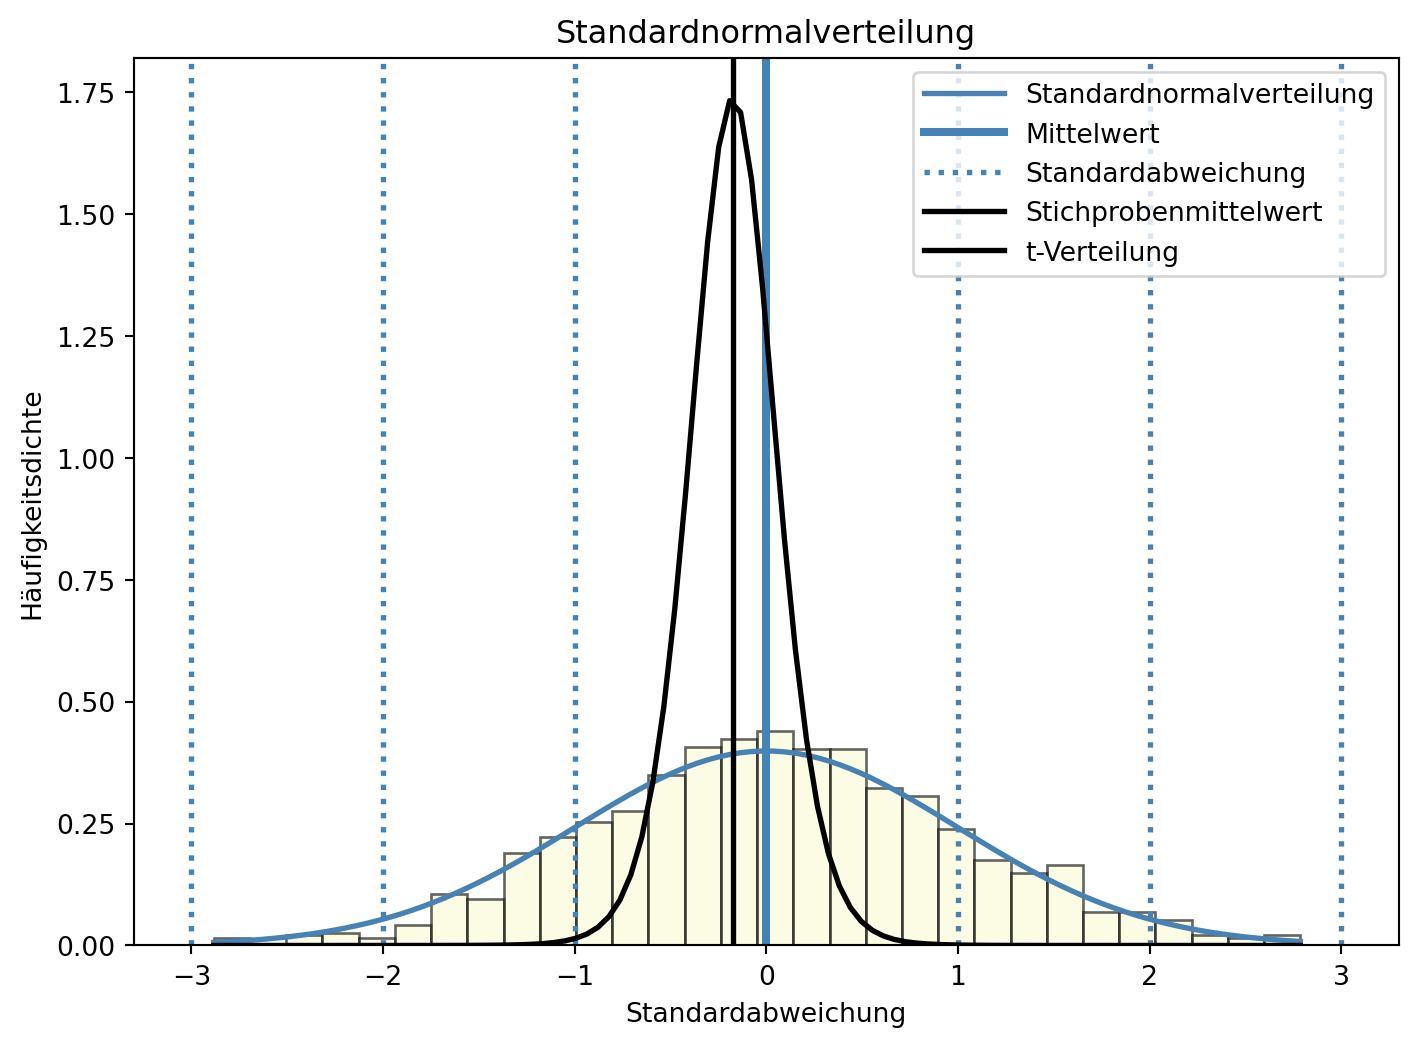 Standardnormalverteilung
1.75
1.50
1.25
1.00
0.75
0.50
0.25
0.00
Häufigkeitsdichte
Standardnormalverteilung
Mittelwert
Standardabweichung
Stichprobenmittelwert
t-Verteilung
−3 −2 −1 0 1 2 3
Standardabweichung